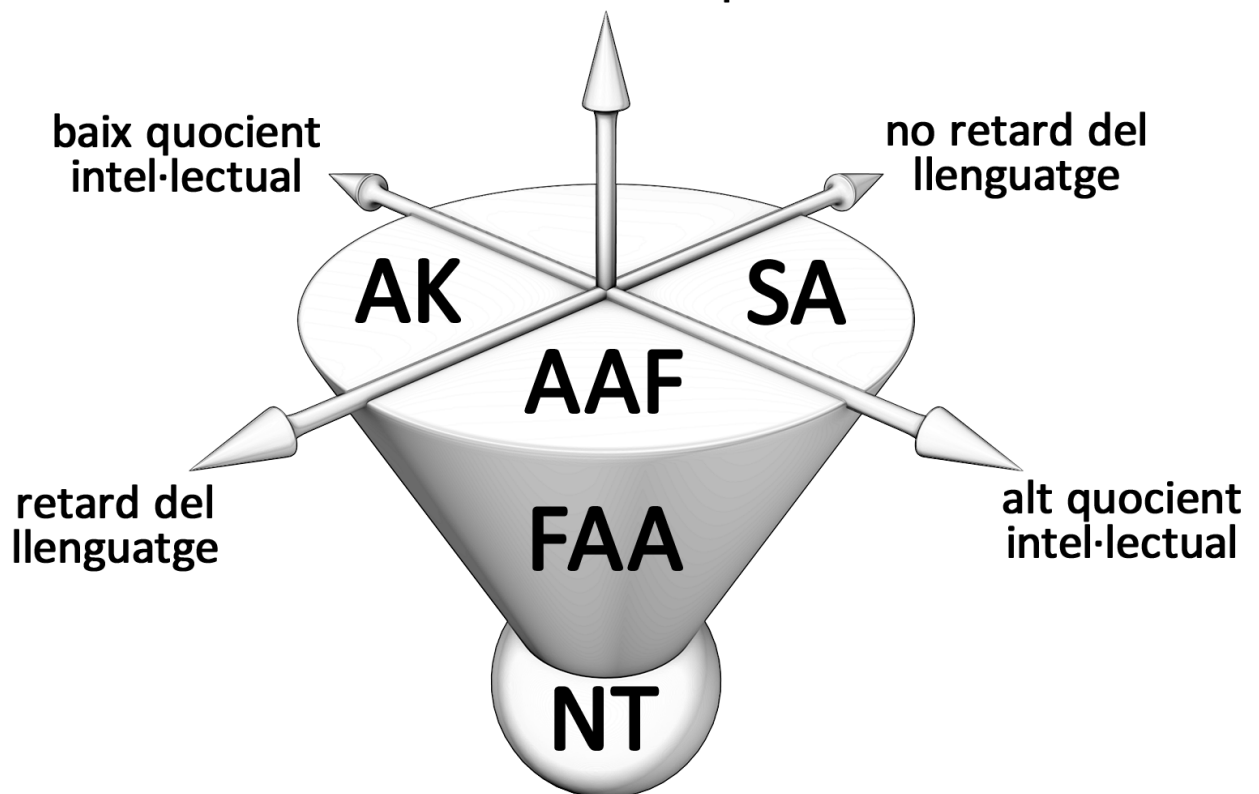 baix quocient
intel·lectual
no retard del
llenguatge
AK
SA
AAF
retard del
llenguatge
alt quocient
intel·lectual
FAA
NT